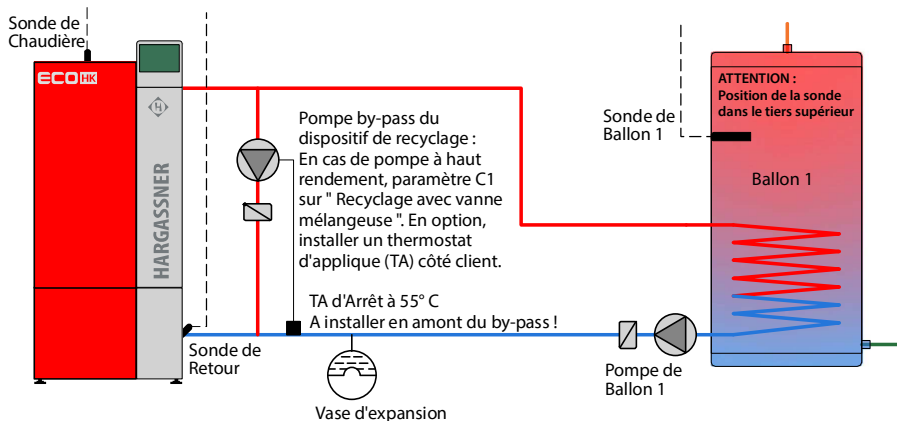 Sonde de
Chaudière
ECO HK
HARGASSNER
Pompe by-pass du
dispositif de recyclage :
En cas de pompe à haut
rendement, paramètre C1
sur " Recyclage avec vanne
mélangeuse ". En option,
installer un thermostat
d'applique (TA) côté client.
TA d'Arrêt à 55° C
A installer en amont du by-pass !
Sonde de
Retour
Vase d'expansion
Pompe de
Ballon 1
Sonde de
Ballon 1
ATTENTION :
Position de la sonde
dans le tiers supérieur
Ballon 1